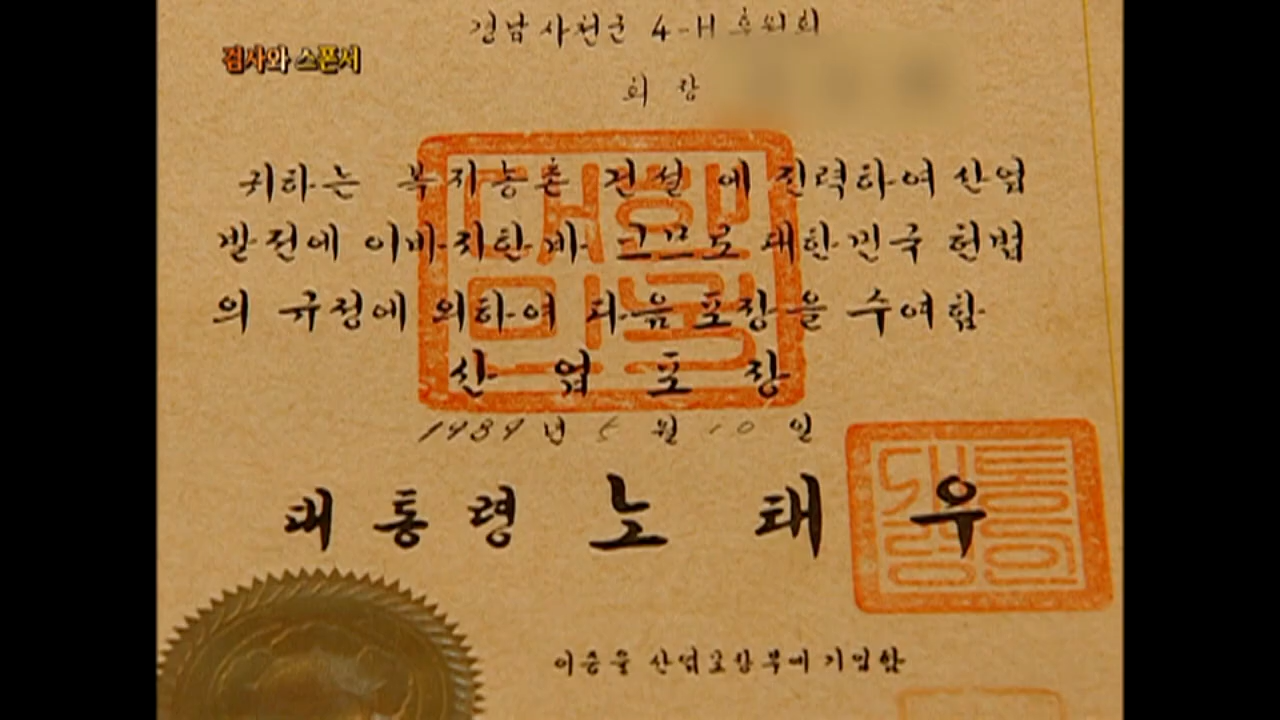 경남사천군 4-H후원회
검사와 스폰서
회 장
귀하는 복지농촌 건설에 진력하여 산업
발전에 이바지한바 크므로 대한민국 헌법
의 규정에 의하여 다음 포장을 수여함
산 업 포 장
1989년 5월 10일
대통령 노 태 우
이증을 산업포장부에 기입함